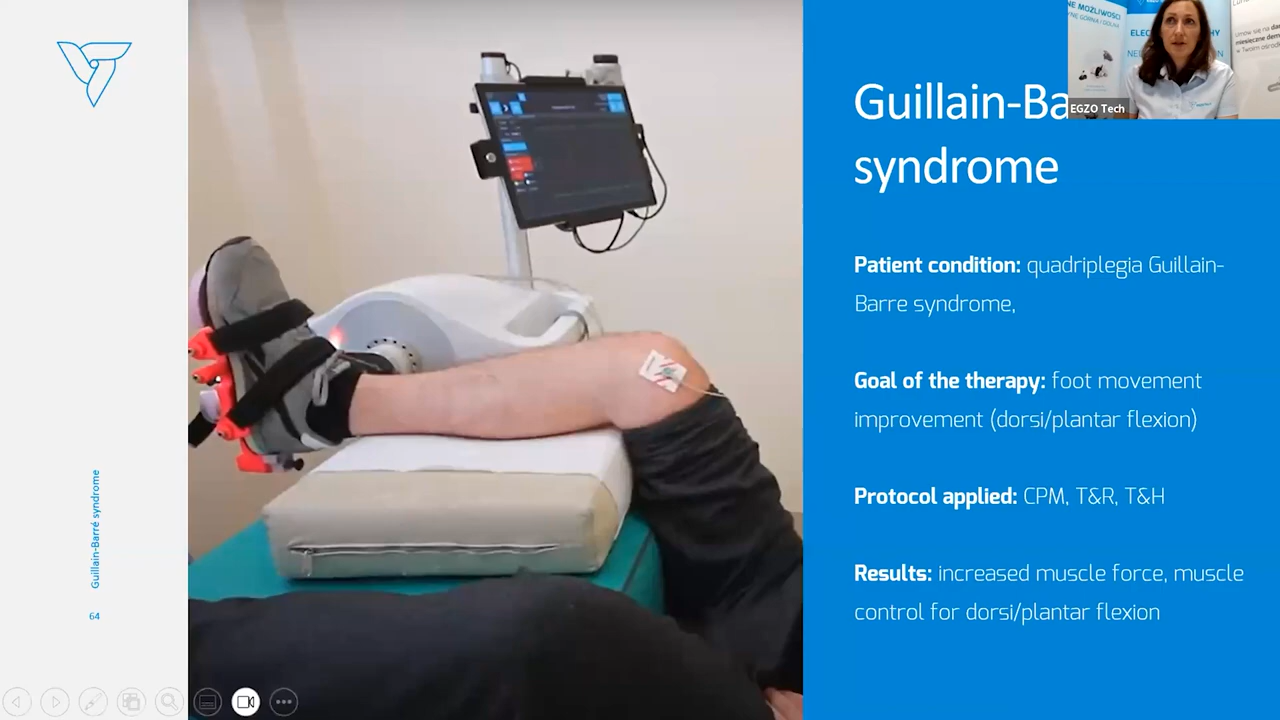 NE MOŻLIWOŚCI
EGZO Tech
Guillain-Ba
syndrome
Patient condition: quadriplegia Guillain-
Barre syndrome,
Goal of the therapy: foot movement
improvement (dorsi/plantar flexion)
Protocol applied: CPM, T&R, T&H
Results: increased muscle force, muscle
control for dorsi/plantar flexion
Guillain-Barré syndrome
64